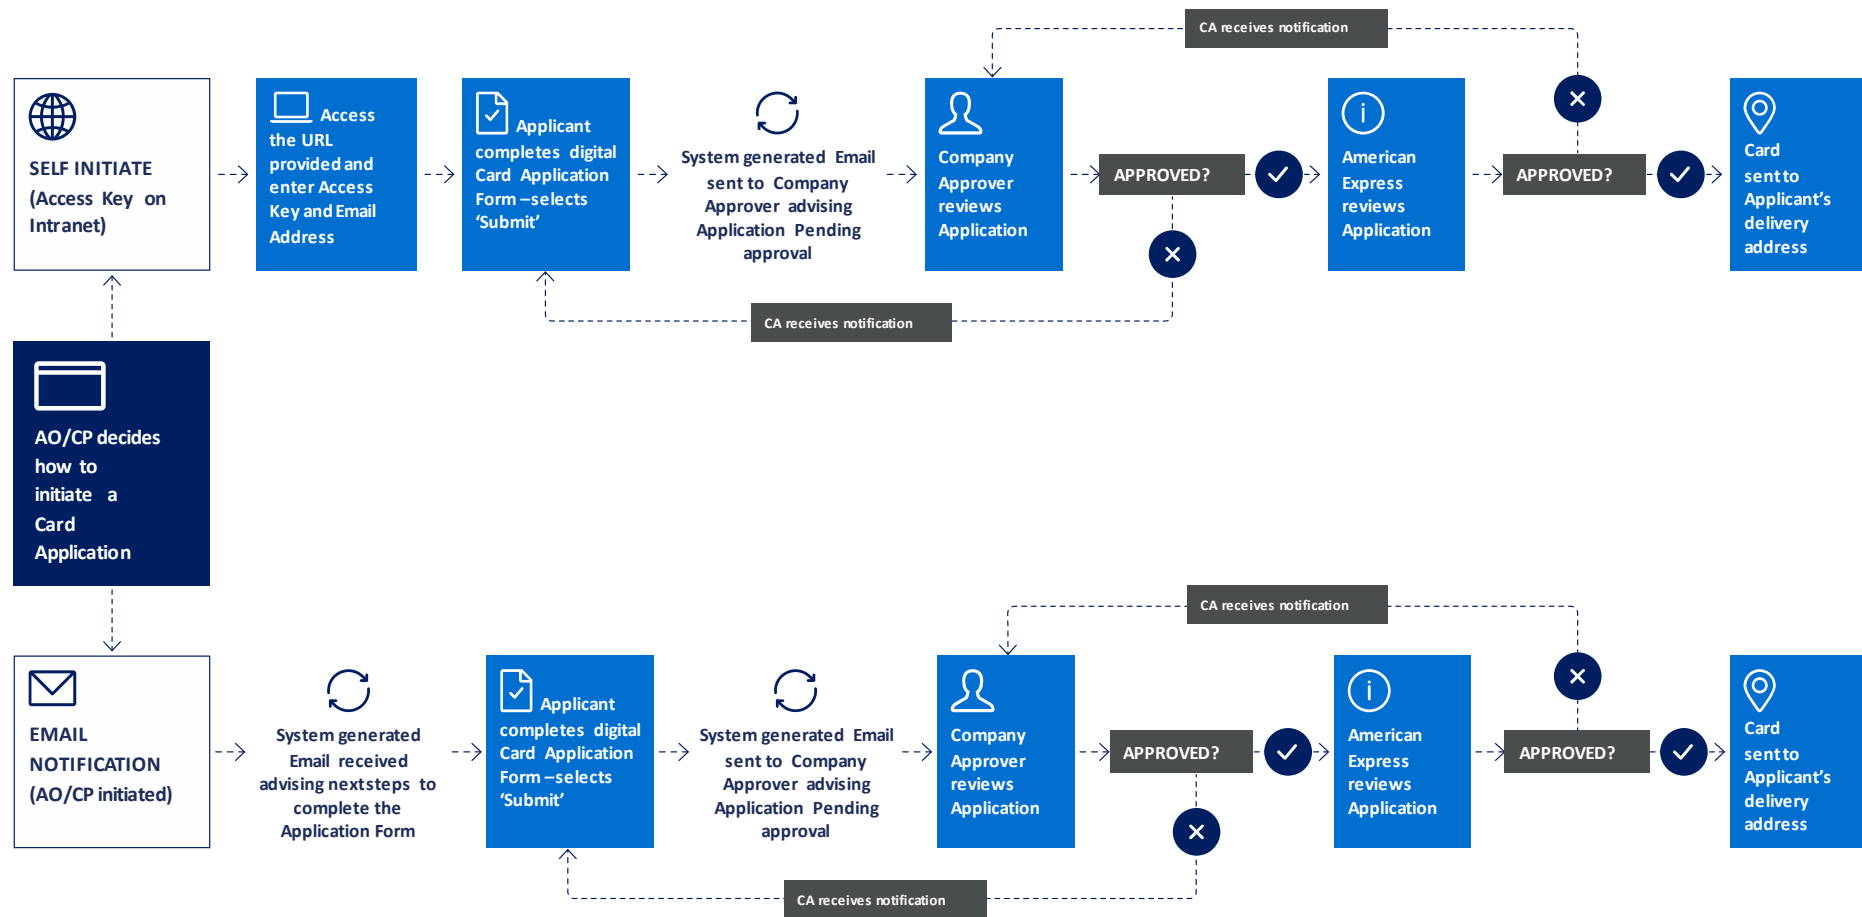 CA receives notification
SELF INITIATE
(Access Key on
Intranet)
Access
the URL
provided and
enter Access
Key and Email
Address
Applicant
completes digital
Card Application
Form –selects
‘Submit’
System generated Email
sent to Company
Approver advising
Application Pending
approval
Company
Approver
reviews
Application
APPROVED?
American
Express
reviews
Application
APPROVED?
Card
sent to
Applicant’s
delivery
address
CA receives notification
AO/CP decides
how to
initiate a
Card
Application
CA receives notification
EMAIL
NOTIFICATION
(AO/CP initiated)
System generated
Email received
advising nextsteps to
complete the
Application Form
Applicant
completes digital
Card Application
Form –selects
‘Submit’
System generated Email
sent to Company
Approver advising
Application Pending
approval
Company
Approver
reviews
Application
APPROVED?
American
Express
reviews
Application
APPROVED?
Card
sent to
Applicant’s
delivery
address
CA receives notification